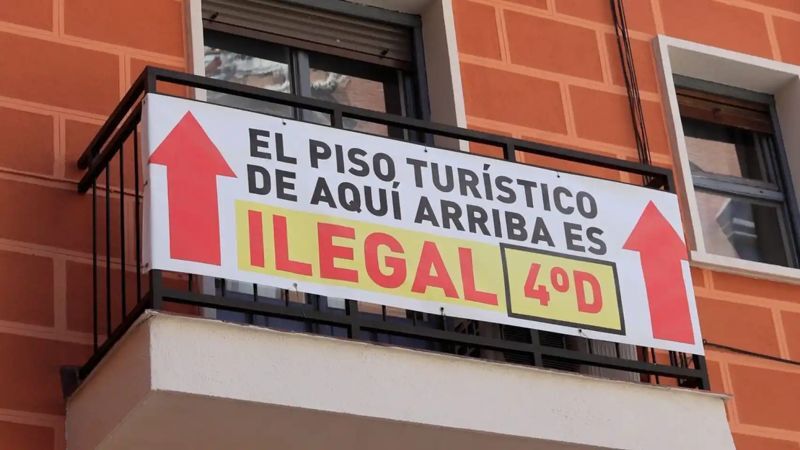 EL PISO TURÍSTICO
DE AQUÍ ARRIBA ES
ILEGAL 4ºD